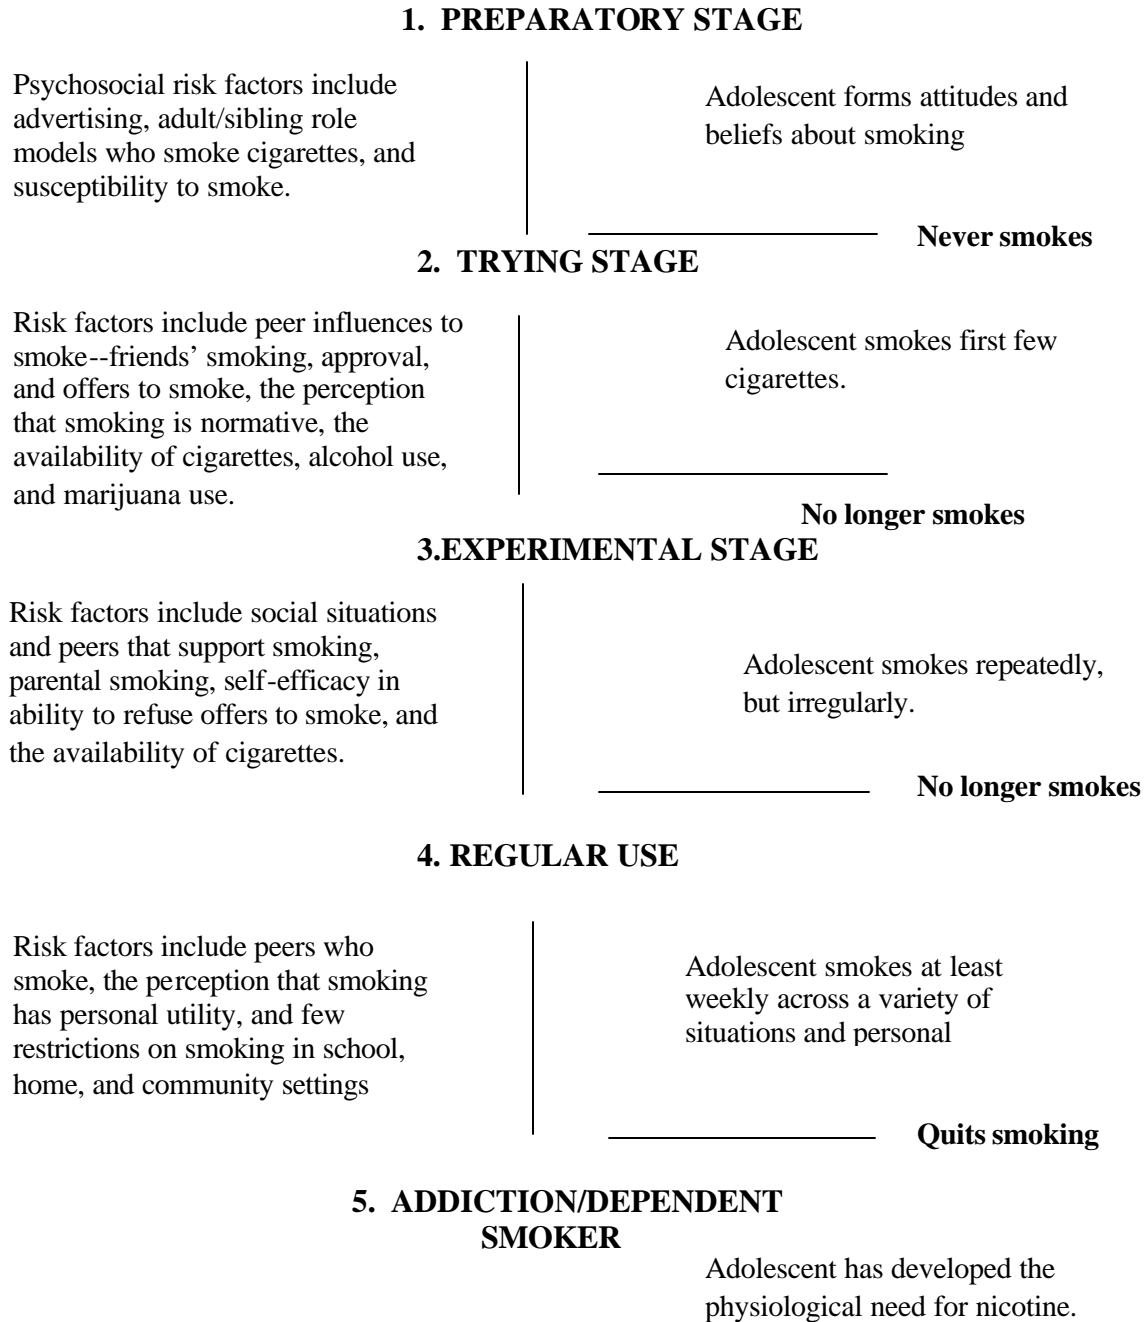 1. PREPARATORY STAGE
Psychosocial risk factors include
advertising, adult/sibling role
models who smoke cigarettes, and
susceptibility to smoke.
Adolescent forms attitudes and
beliefs about smoking
Never smokes
2. TRYING STAGE
Risk factors include peer influences to
smoke--friends’ smoking, approval,
and offers to smoke, the perception
that smoking is normative, the
availability of cigarettes, alcohol use,
and marijuana use.
Adolescent smokes first few
cigarettes.
No longer smokes
3.EXPERIMENTAL STAGE
Risk factors include social situations
and peers that support smoking,
parental smoking, self-efficacy in
ability to refuse offers to smoke, and
the availability of cigarettes.
Adolescent smokes repeatedly,
but irregularly.
No longer smokes
4. REGULAR USE
Risk factors include peers who
smoke, the perception that smoking
has personal utility, and few
restrictions on smoking in school,
home, and community settings
Adolescent smokes at least
weekly across a variety of
situations and personal
Quits smoking
5. ADDICTION/DEPENDENT
SMOKER
Adolescent has developed the
physiological need for nicotine.